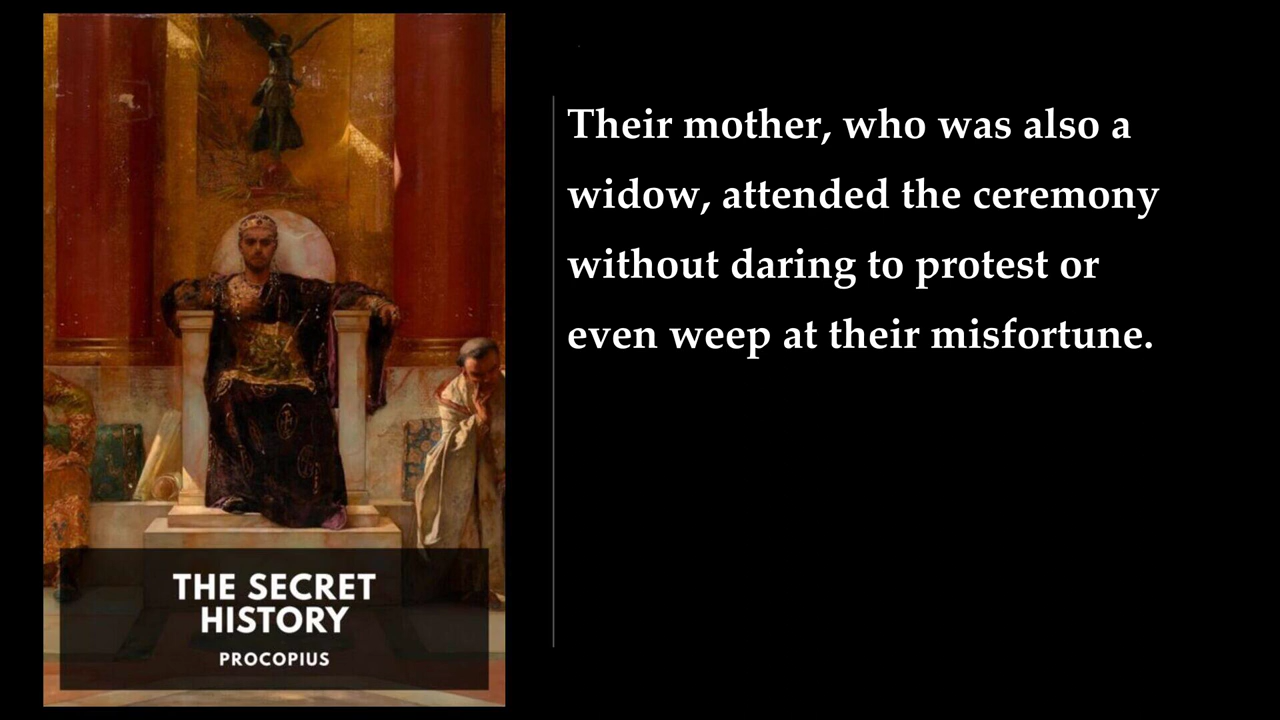 THE SECRET
HISTORY
PROCOPIUS
Their mother, who was also a
widow, attended the ceremony
without daring to protest or
even weep at their misfortune.